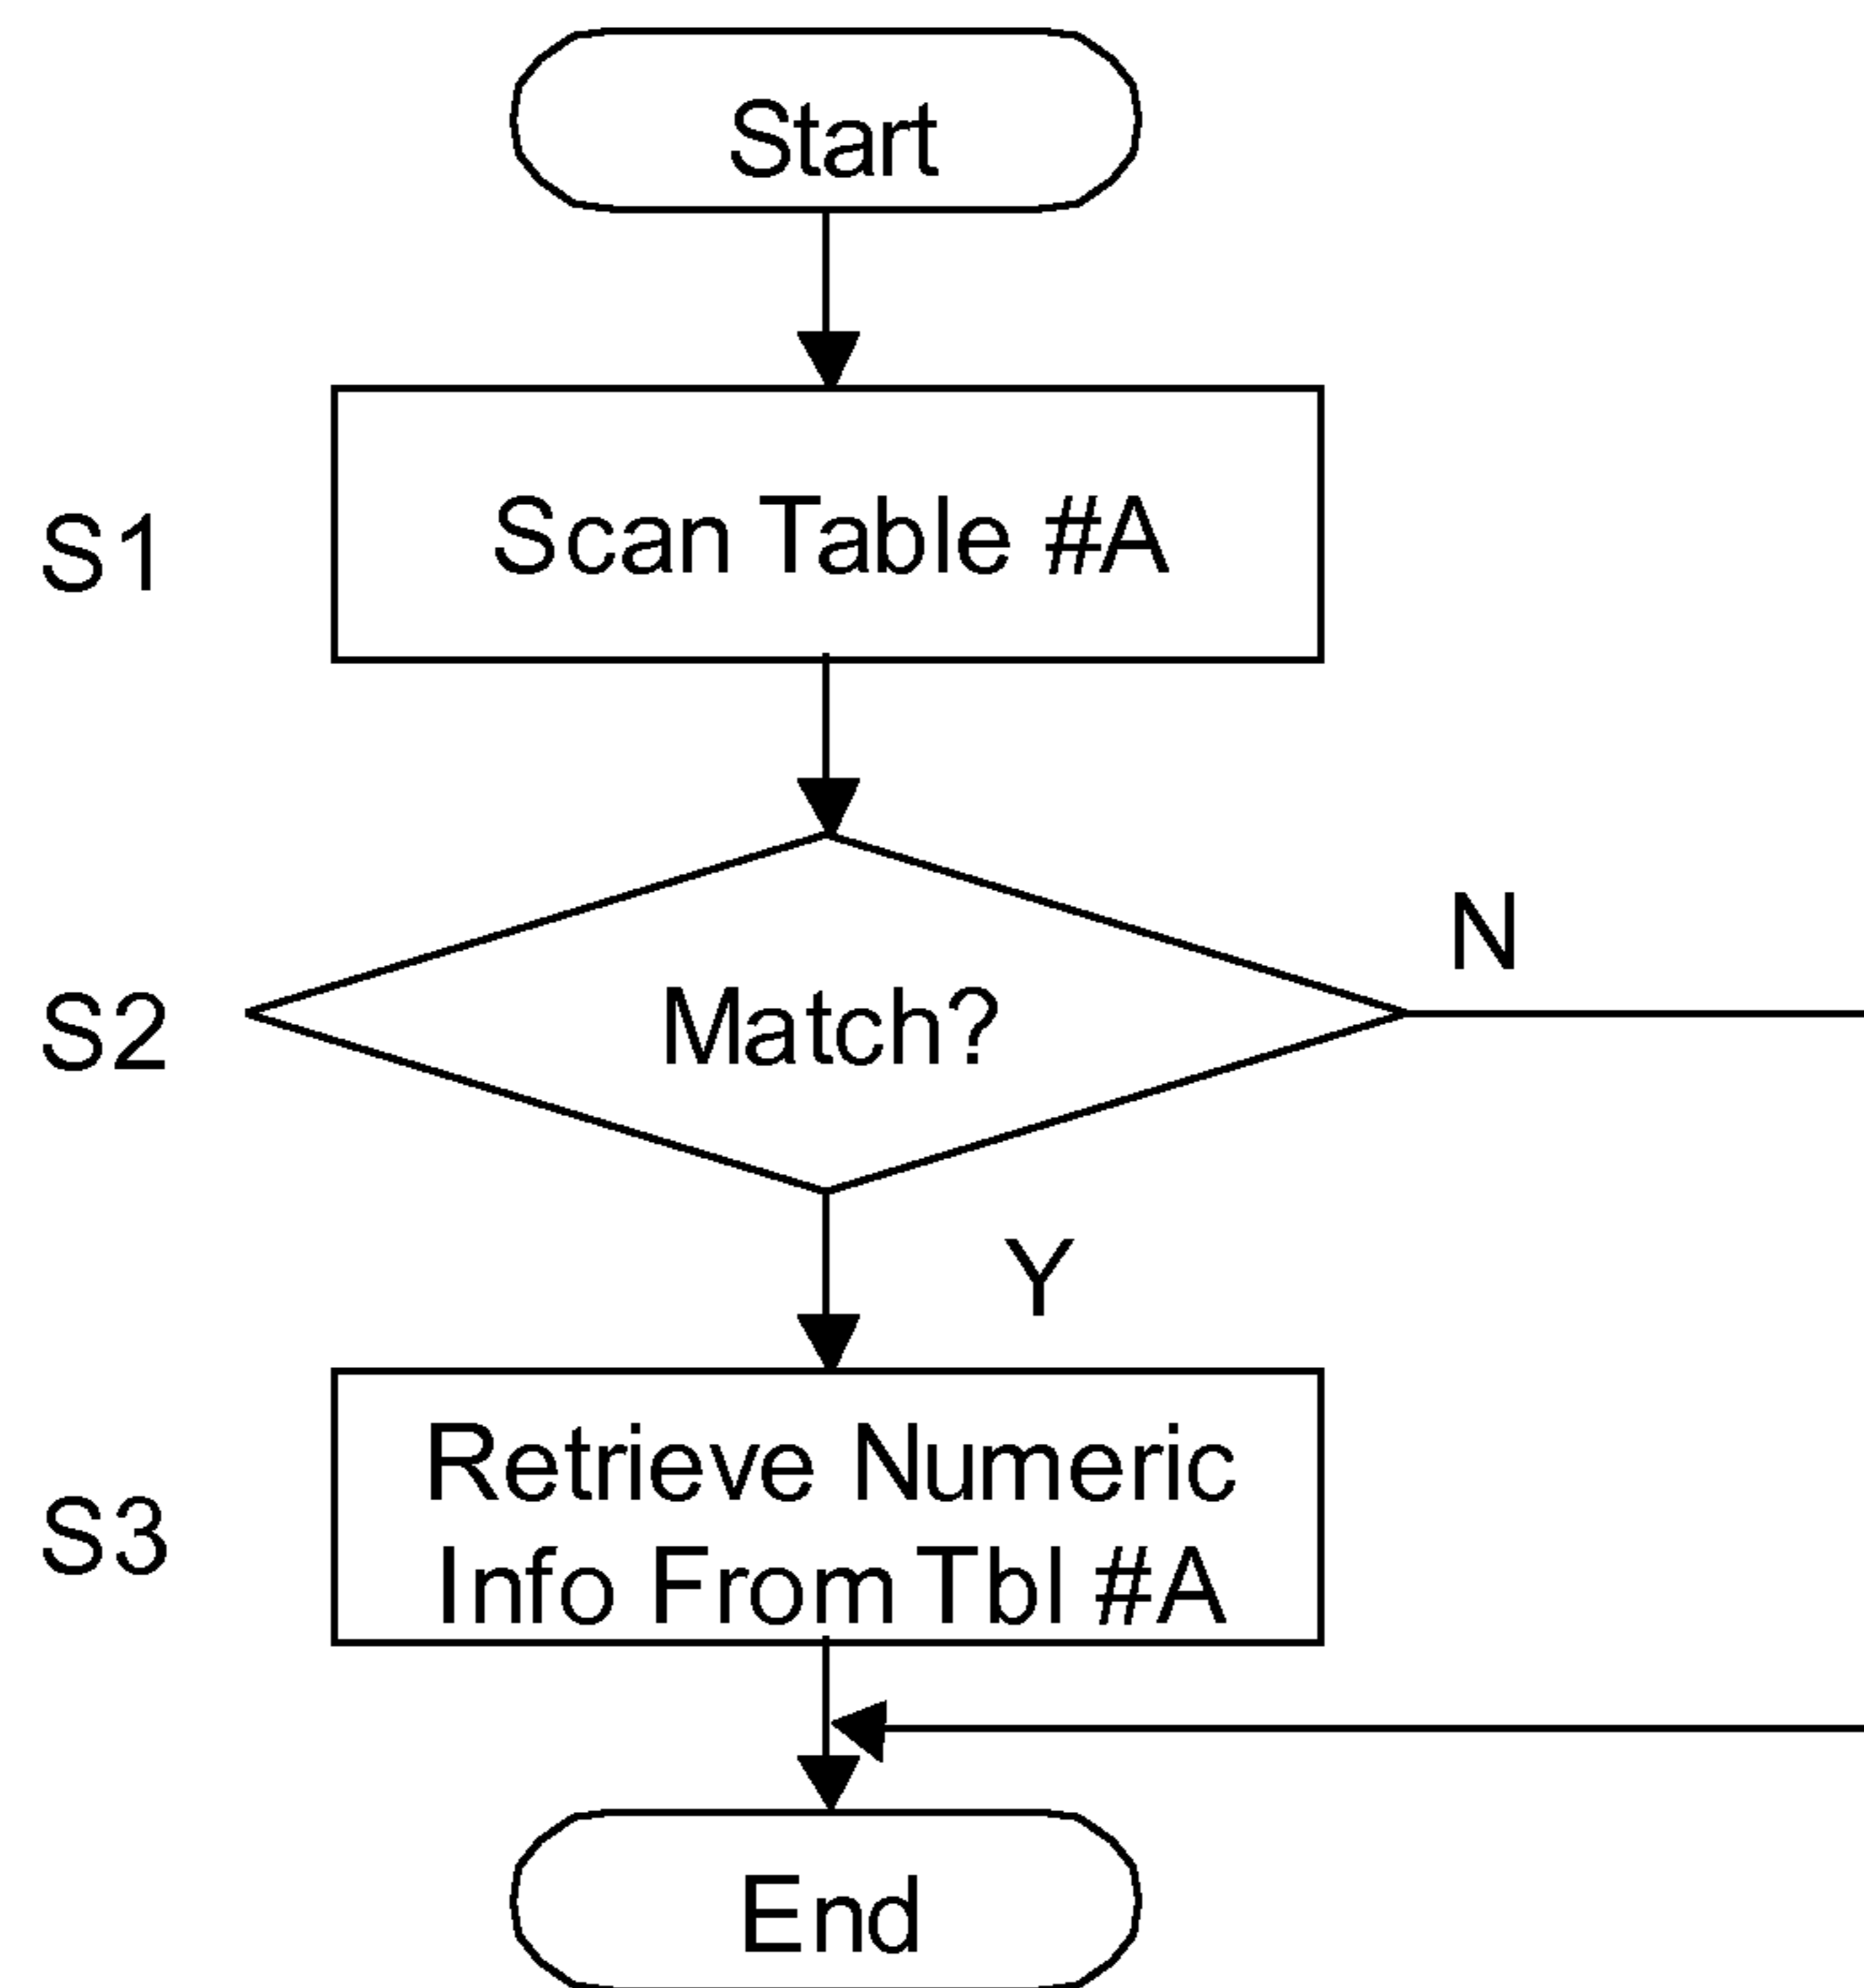 Start
S1
Scan Table #A
S2
Match?
N
Y
S3
Retrieve Numeric
Info From Tbl #A
End